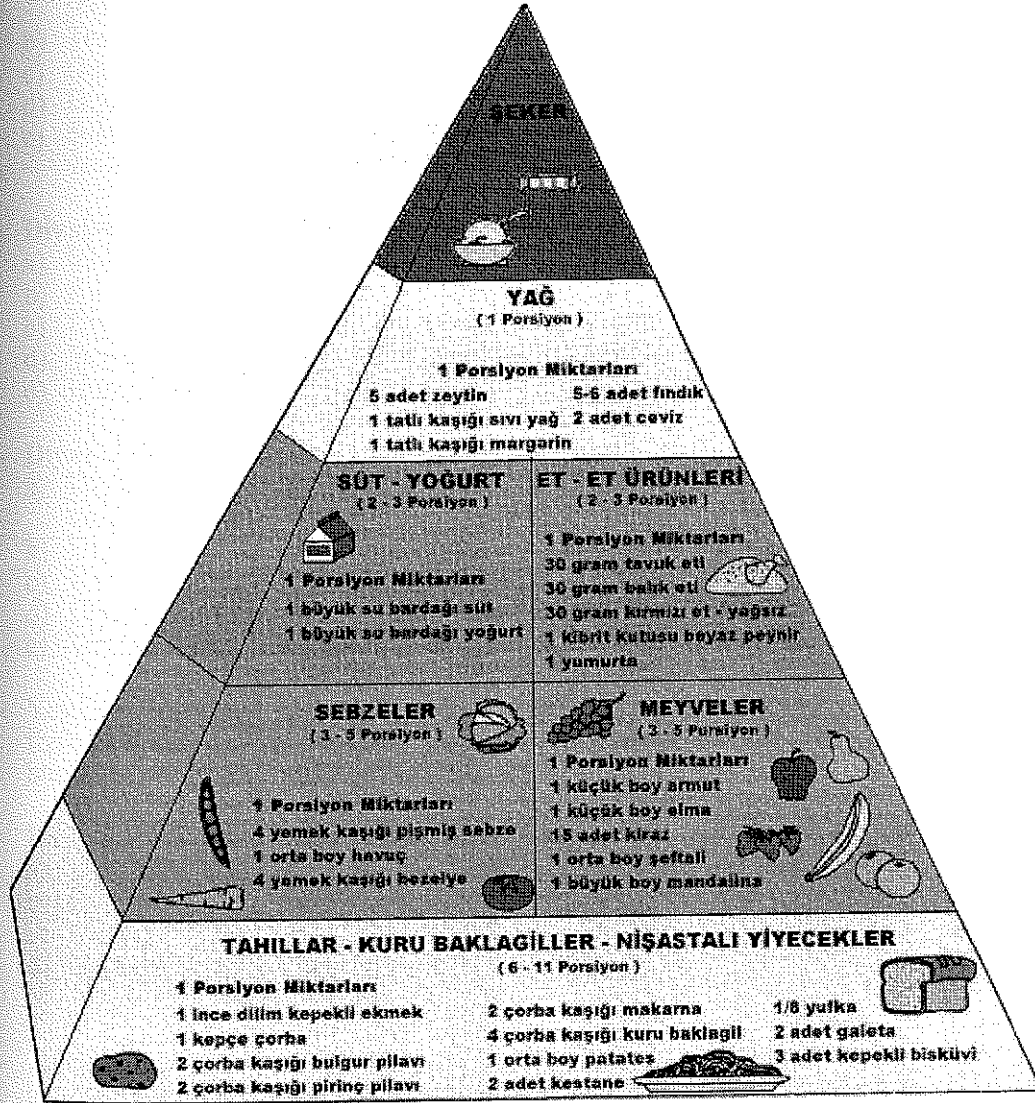 ŞEKER
YAĞ
( 1 Porsiyon )
1 Porsiyon Miktarları
5 adet zeytin
1 tatlı kaşığı sıvı yağ
1 tatlı kaşığı margarin
5-6 adet fındık
2 adet ceviz
SÜT - YOĞURT
( 2 - 3 Porsiyon )
1 Porsiyon Miktarları
1 büyük su bardağı süt
1 büyük su bardağı yoğurt
ET - ET ÜRÜNLERİ
( 2 - 3 Porsiyon )
1 Porsiyon Miktarları
30 gram tavuk eti
30 gram balık eti
30 gram kırmızı et - yağsız
1 kibrit kutusu beyaz peynir
1 yumurta
SEBZELER
( 3 - 5 Porsiyon )
1 Porsiyon Miktarları
4 yemek kaşığı pişmiş sebze
1 orta boy havuç
4 yemek kaşığı bezelye
MEYVELER
( 3 - 5 Porsiyon )
1 Porsiyon Miktarları
1 küçük boy armut
1 küçük boy elma
15 adet kiraz
1 orta boy şeftali
1 büyük boy mandalina
TAHILLAR - KURU BAKLAGİLLER - NİŞASTALI YİYECEKLER
( 6 - 11 Porsiyon )
1 Porsiyon Miktarları
1 ince dilim kepekli ekmek
1 kepçe çorba
2 çorba kaşığı bulgur pilavı
2 çorba kaşığı pirinç pilavı
2 çorba kaşığı makarna
4 çorba kaşığı kuru baklagil
1 orta boy patates
2 adet kestane
1/8 yufka
2 adet galeta
3 adet kepekli bisküvi